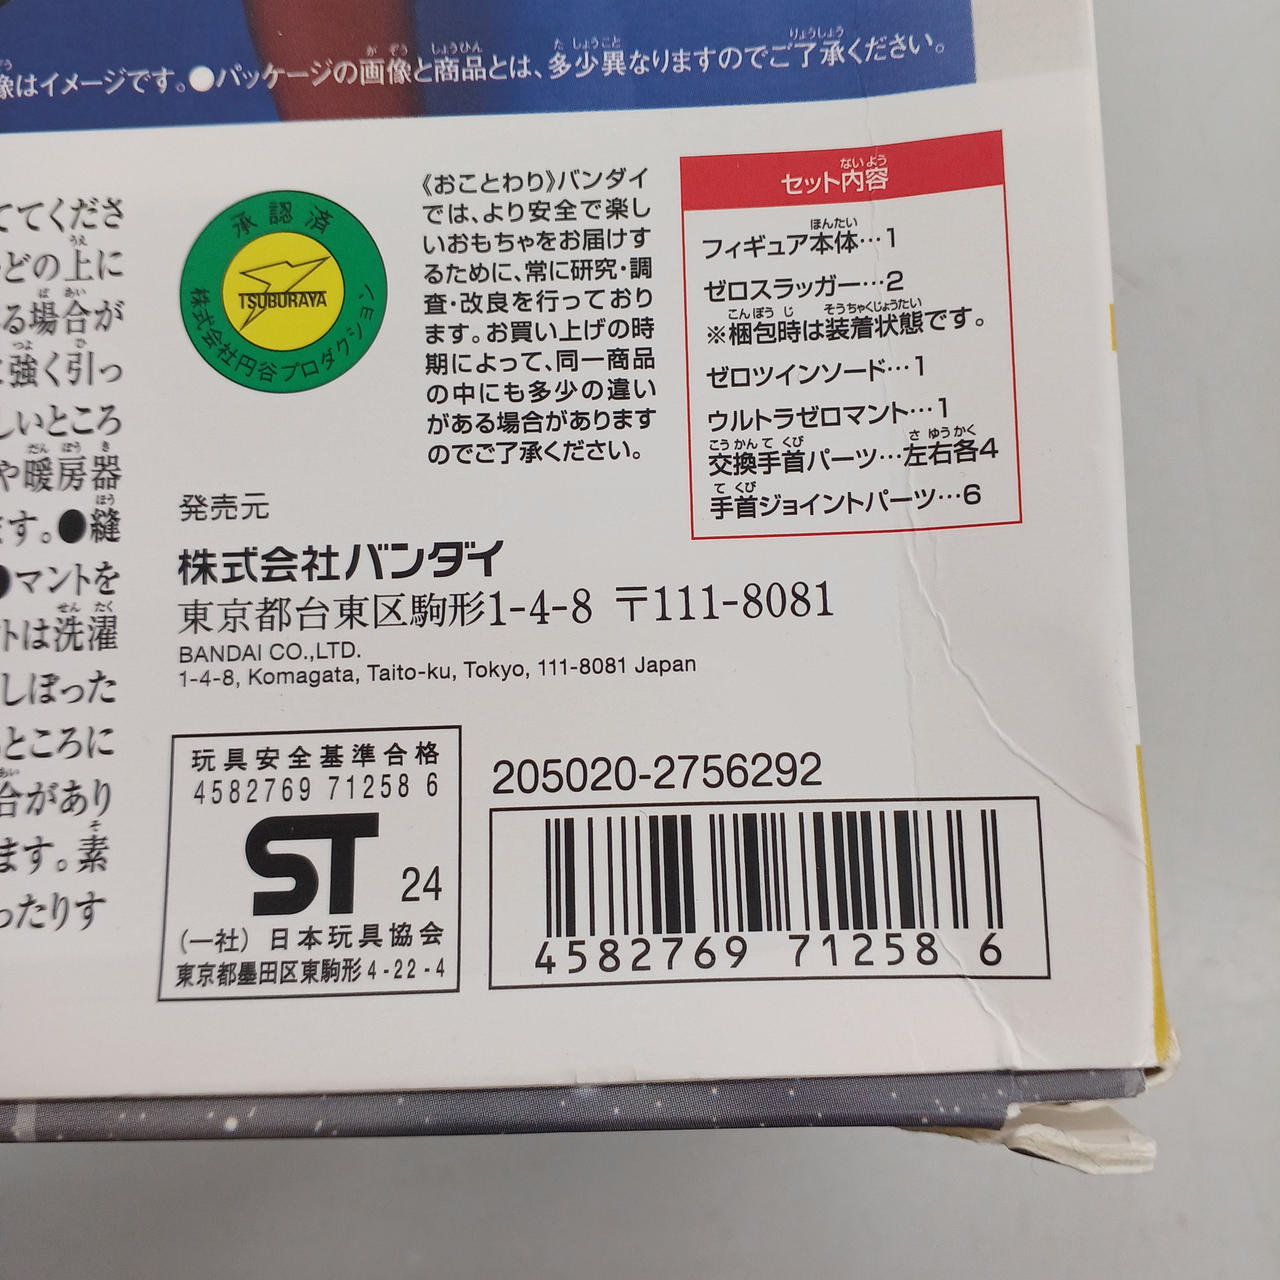 像はイメージです。●パッケージの画像と商品とは、多少異なりますのでご了承ください。
ててくださ
どの上に
る場合が
強く引っ
しいところ
や暖房器
ます。●縫
●マントを
トは洗濯
しぼった
ところに
合があり
ます。素
ったりす
承認済
TSUBURAYA
株式会社円谷プロダクション
《おことわり》バンダイ
では、より安全で楽し
いおもちゃをお届けす
るために、常に研究・調
査・改良を行っており
ます。お買い上げの時
期によって、同一商品
の中にも多少の違い
がある場合があります
のでご了承ください。
セット内容
フィギュア本体…1
ゼロスラッガー…2
※梱包時は装着状態です。
ゼロツインソード…1
ウルトラゼロマント…1
交換手首パーツ…左右各4
手首ジョイントパーツ…6
発売元
株式会社バンダイ
東京都台東区駒形1-4-8 〒111-8081
BANDAI CO.,LTD.
1-4-8, Komagata, Taito-ku, Tokyo, 111-8081 Japan
玩具安全基準合格
4582769 71258 6
ST 24
(一社) 日本玩具協会
東京都墨田区東駒形4-22-4
205020-2756292
4582769 71258 6